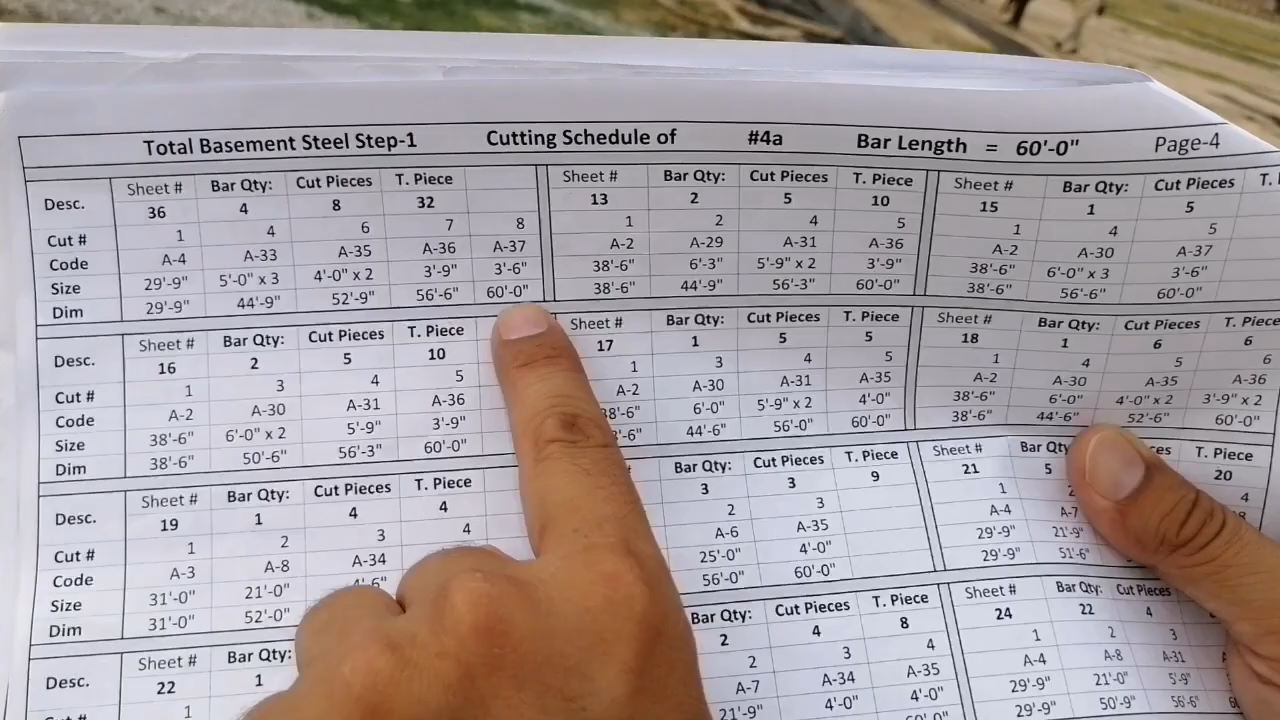 Total Basement Steel Step-1 Cutting Schedule of #4a Bar Length = 60'-0" Page-4
Desc. Sheet # Bar Qty: Cut Pieces T. Piece
36 4 8 32
Cut # 1 4 6 7 8
Code A-4 A-33 A-35 A-36 A-37
Size 29'-9" 5'-0" x 3 4'-0" x 2 3'-9" 3'-6"
Dim 29'-9" 44'-9" 52'-9" 56'-6" 60'-0"
Sheet # Bar Qty: Cut Pieces T. Piece
13 2 5 10
1 2 4 5
A-2 A-29 A-31 A-36
38'-6" 6'-3" 5'-9" x 2 3'-9"
38'-6" 44'-9" 56'-3" 60'-0"
Sheet # Bar Qty: Cut Pieces T.
15 1 5
1 4 5
A-2 A-30 A-37
38'-6" 6'-0" x 3 3'-6"
38'-6" 56'-6" 60'-0"
Desc. Sheet # Bar Qty: Cut Pieces T. Piece
16 2 5 10
Cut # 1 3 4 5
Code A-2 A-30 A-31 A-36
Size 38'-6" 6'-0" x 2 5'-9" 3'-9"
Dim 38'-6" 50'-6" 56'-3" 60'-0"
Sheet # Bar Qty: Cut Pieces T. Piece
17 1 5 5
1 3 4 5
A-2 A-30 A-31 A-35
38'-6" 6'-0" 5'-9" x 2 4'-0"
44'-6" 56'-0" 60'-0"
Sheet # Bar Qty: Cut Pieces T. Piece
18 1 6 6
1 4 5 6
A-2 A-30 A-35 A-36
38'-6" 6'-0" 4'-0" x 2 3'-9" x 2
38'-6" 44'-6" 52'-6" 60'-0"
Desc. Sheet # Bar Qty: Cut Pieces T. Piece
19 1 4 4
Cut # 1 2 3 4
Code A-3 A-8 A-34
Size 31'-0" 21'-0" 4'-6"
Dim 31'-0" 52'-0"
Bar Qty: Cut Pieces T. Piece
3 3 9
2 3
A-6 A-35
25'-0" 4'-0"
56'-0" 60'-0"
Sheet # Bar T. Piece
21 5 20
1 4
A-4 A-7
29'-9" 21'-9"
29'-9" 51'-6"
Desc. Sheet # Bar Qty:
22 1
Cut # 1
Bar Qty: Cut Pieces T. Piece
2 4 8
2 3 4
A-7 A-34 A-35
21'-9" 4'-0" 4'-0"
Sheet # Bar Qty: Cut Pieces
24 22 4
1 2 3
A-4 A-8 A-31
29'-9" 21'-0" 5'-9"
29'-9" 50'-9" 56'-6"